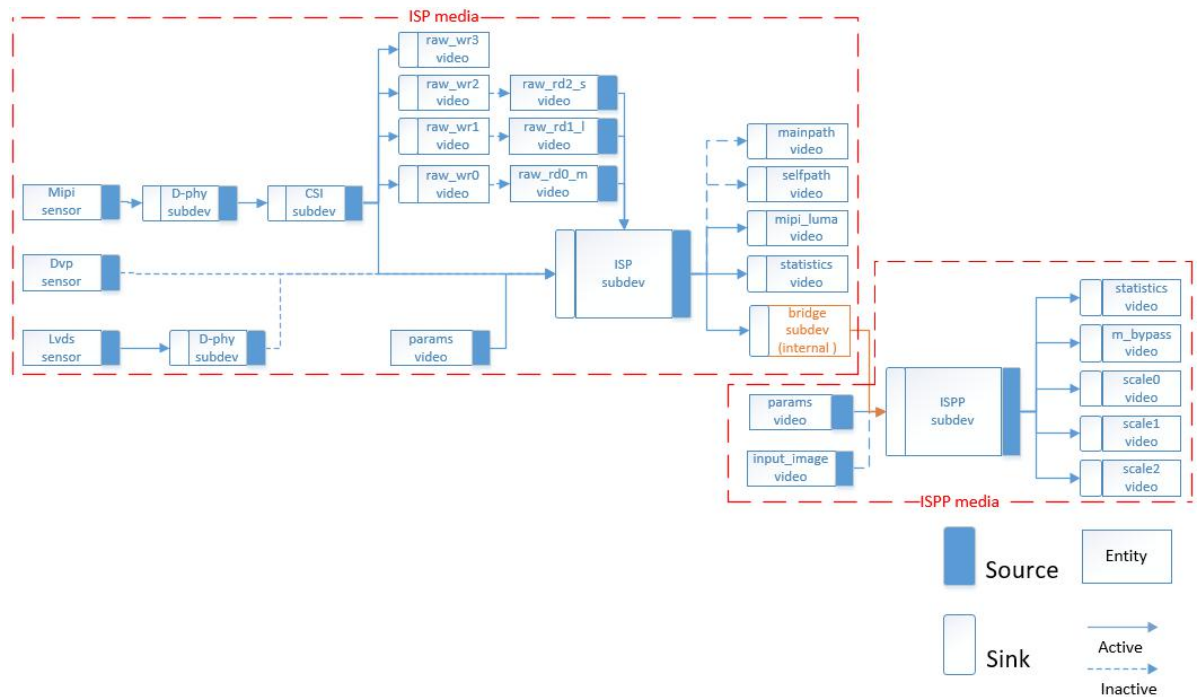 ISP media
raw_wr3
video
raw_wr2
video
raw_rd2_s
video
raw_wr1
video
raw_rd1_l
video
raw_wr0
video
raw_rd0_m
video
Mipi
sensor
D-phy
subdev
CSI
subdev
Dvp
sensor
Lvds
sensor
D-phy
subdev
params
video
ISP
subdev
mainpath
video
selfpath
video
mipi_luma
video
statistics
video
bridge
subdev
(internal )
params
video
input_image
video
ISPP
subdev
statistics
video
m_bypass
video
scale0
video
scale1
video
scale2
video
ISPP media
Source
Entity
Sink
Active
Inactive